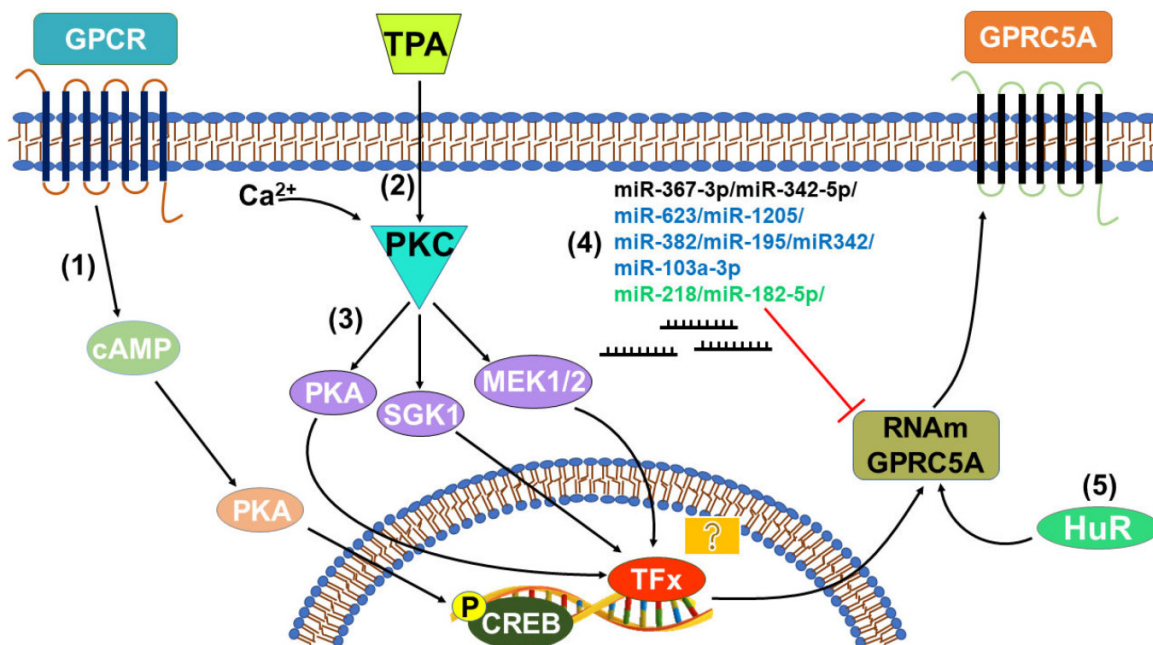 GPCR
TPA
GPRC5A
Ca2+
(2)
PKC
(1)
(3)
(4)
miR-367-3p/miR-342-5p/
miR-623/miR-1205/
miR-382/miR-195/miR342/
miR-103a-3p
miR-218/miR-182-5p/
cAMP
PKA
SGK1
MEK1/2
RNAm
GPRC5A
(5)
HuR
PKA
?
TFx
P
CREB